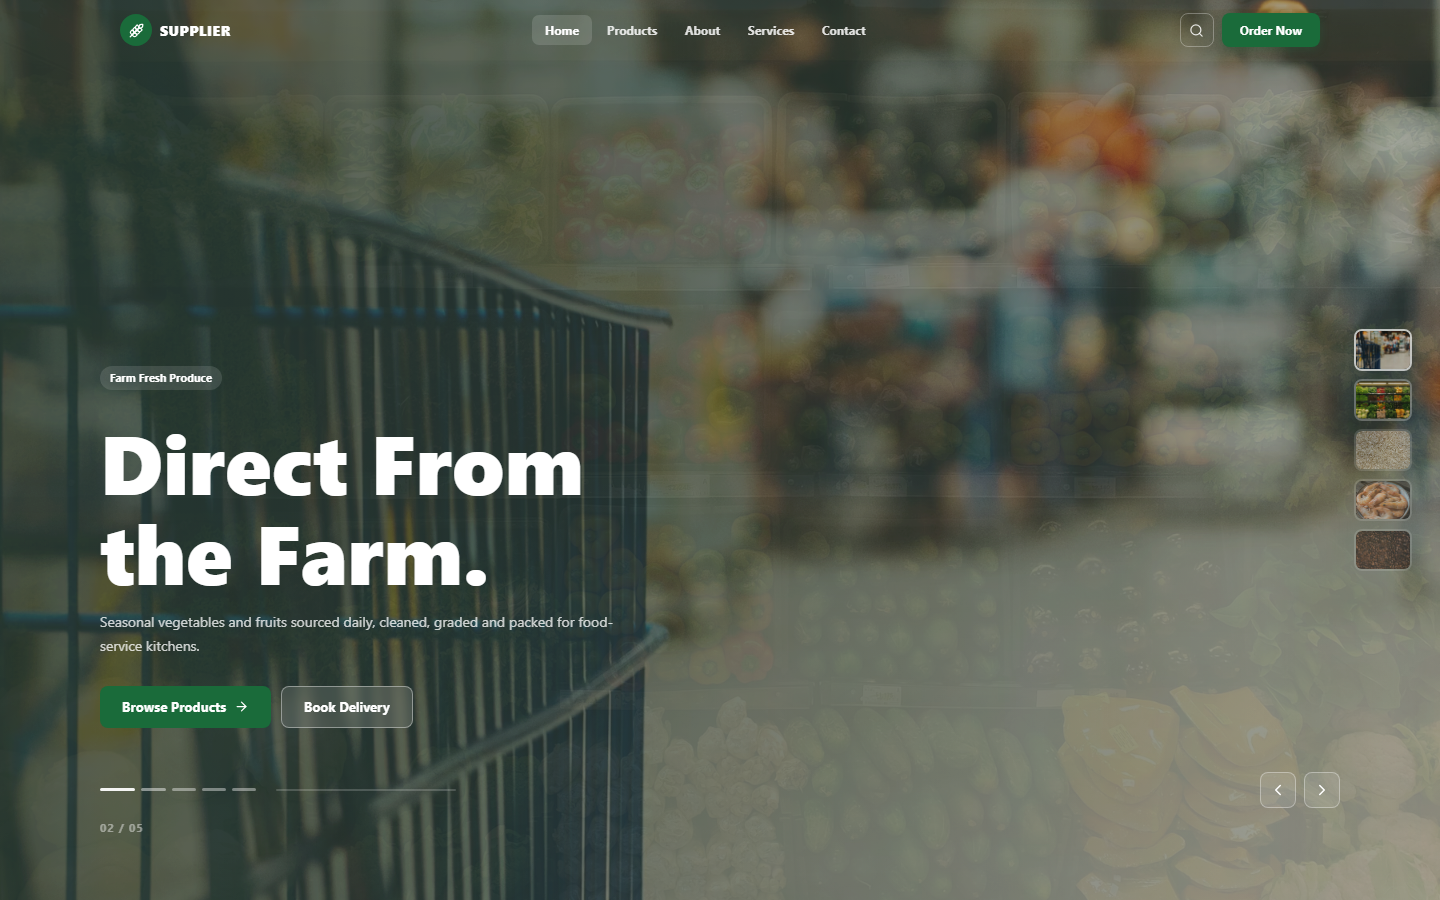 SUPPLIER
Home
Products
About
Services
Contact
Order Now
Farm Fresh Produce
Direct From
the Farm.
Seasonal vegetables and fruits sourced daily, cleaned, graded and packed for food-
service kitchens.
Browse Products
Book Delivery
02 / 05